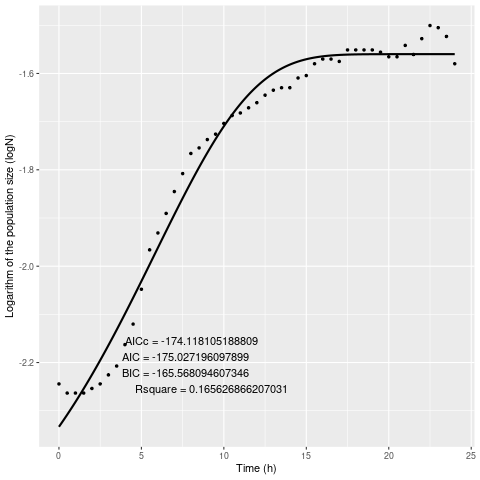 Logarithm of the population size (logN)
-1.6
-1.8
-2.0
-2.2
AICc = -174.118105188809
AIC = -175.027196097899
BIC = -165.568094607346
Rsquare = 0.165626866207031
0 5 10 15 20 25
Time (h)